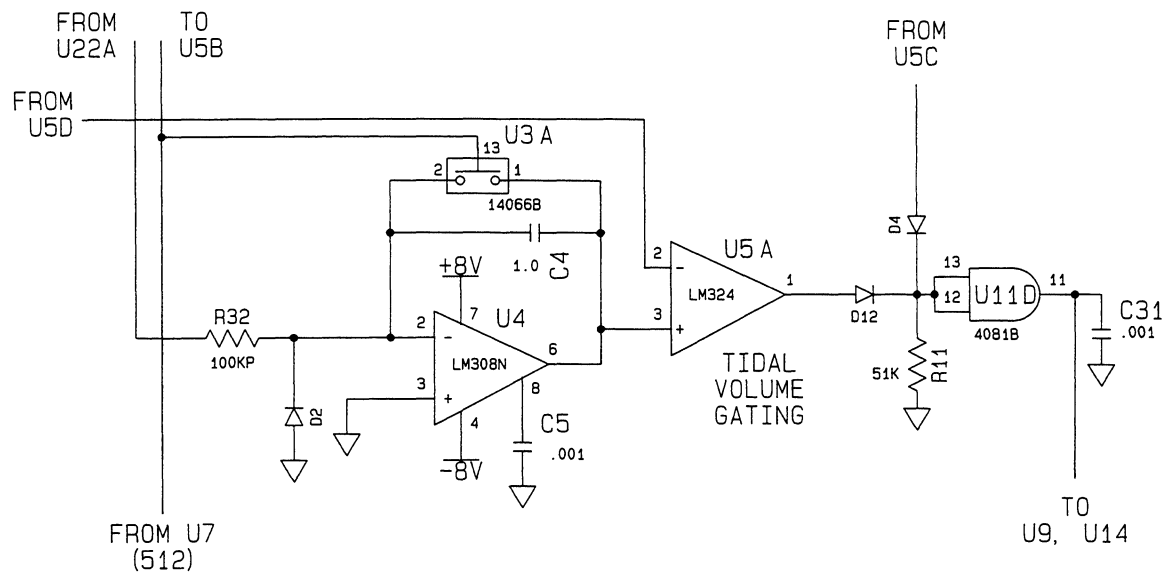 FROM
U22A
TO
U5B
FROM
U5C
FROM
U5D
U3A
13
2
1
14066B
1.0
C4
D4
+8V
7
U4
2
LM308N
6
3
8
4
-8V
C5
.001
R32
100KP
D2
U5A
2
LM324
1
3
TIDAL
VOLUME
GATING
D12
13
12
U11D
11
4081B
C31
.001
51K
R11
FROM U7
(512)
TO
U9, U14